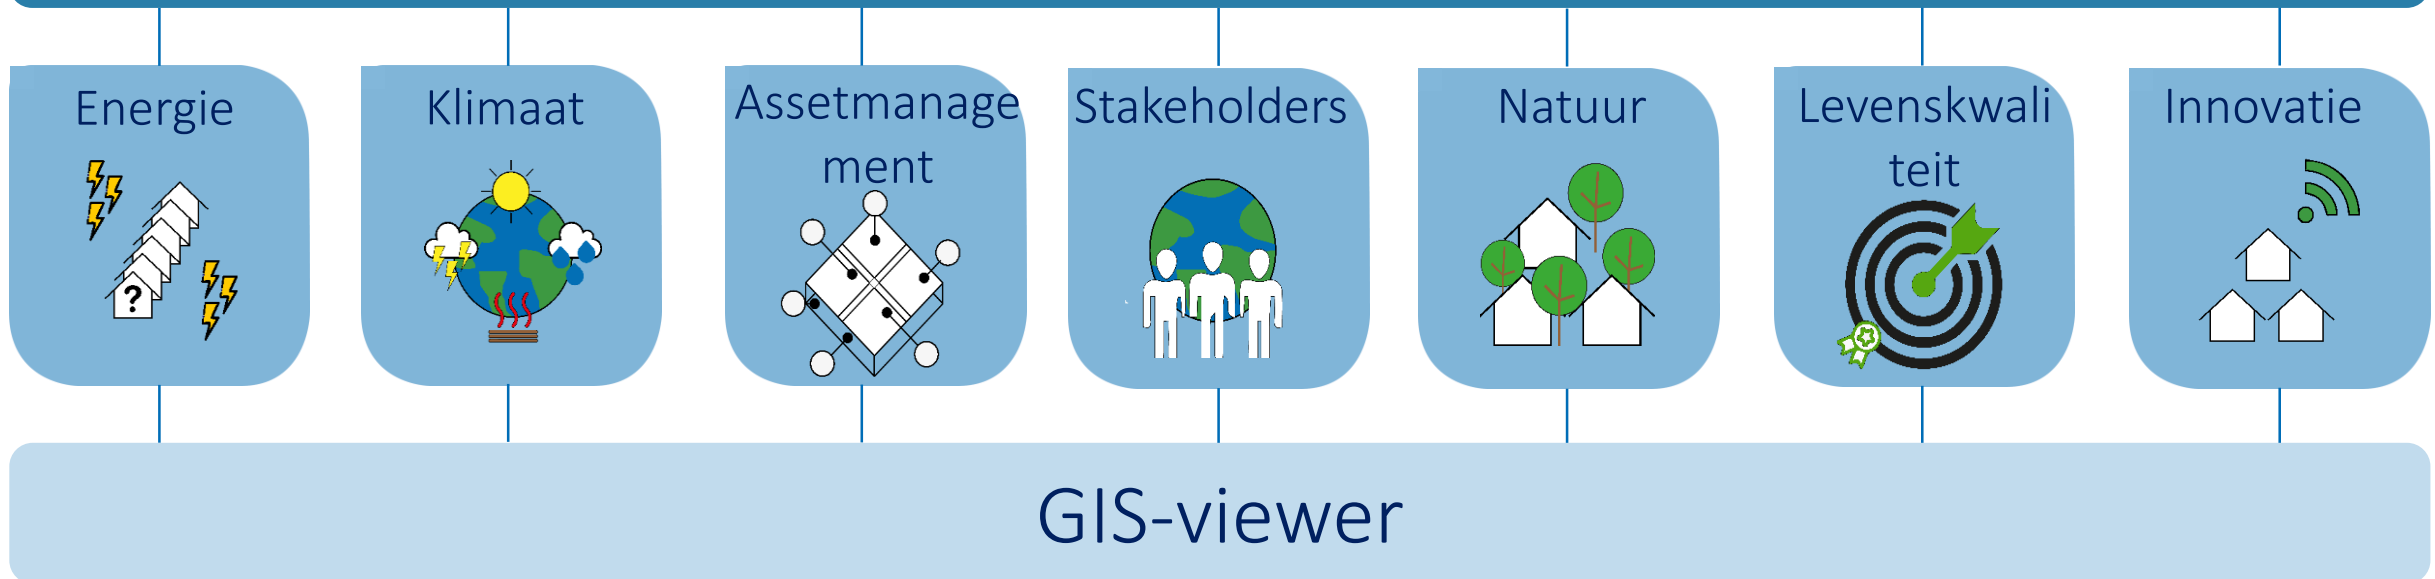 Energie
Klimaat
Assetmanage
ment
Stakeholders
Natuur
Levenskwali
teit
Innovatie
?
GIS-viewer